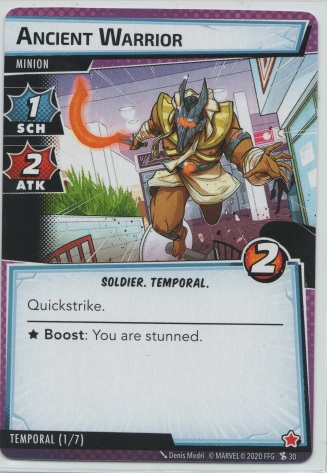 ANCIENT WARRIOR
MINION
1
SCH
2
ATK
2
SOLDIER. TEMPORAL.
Quickstrike.
★ Boost: You are stunned.
TEMPORAL (1/7)
Denis Medri © MARVEL © 2020 FFG 30